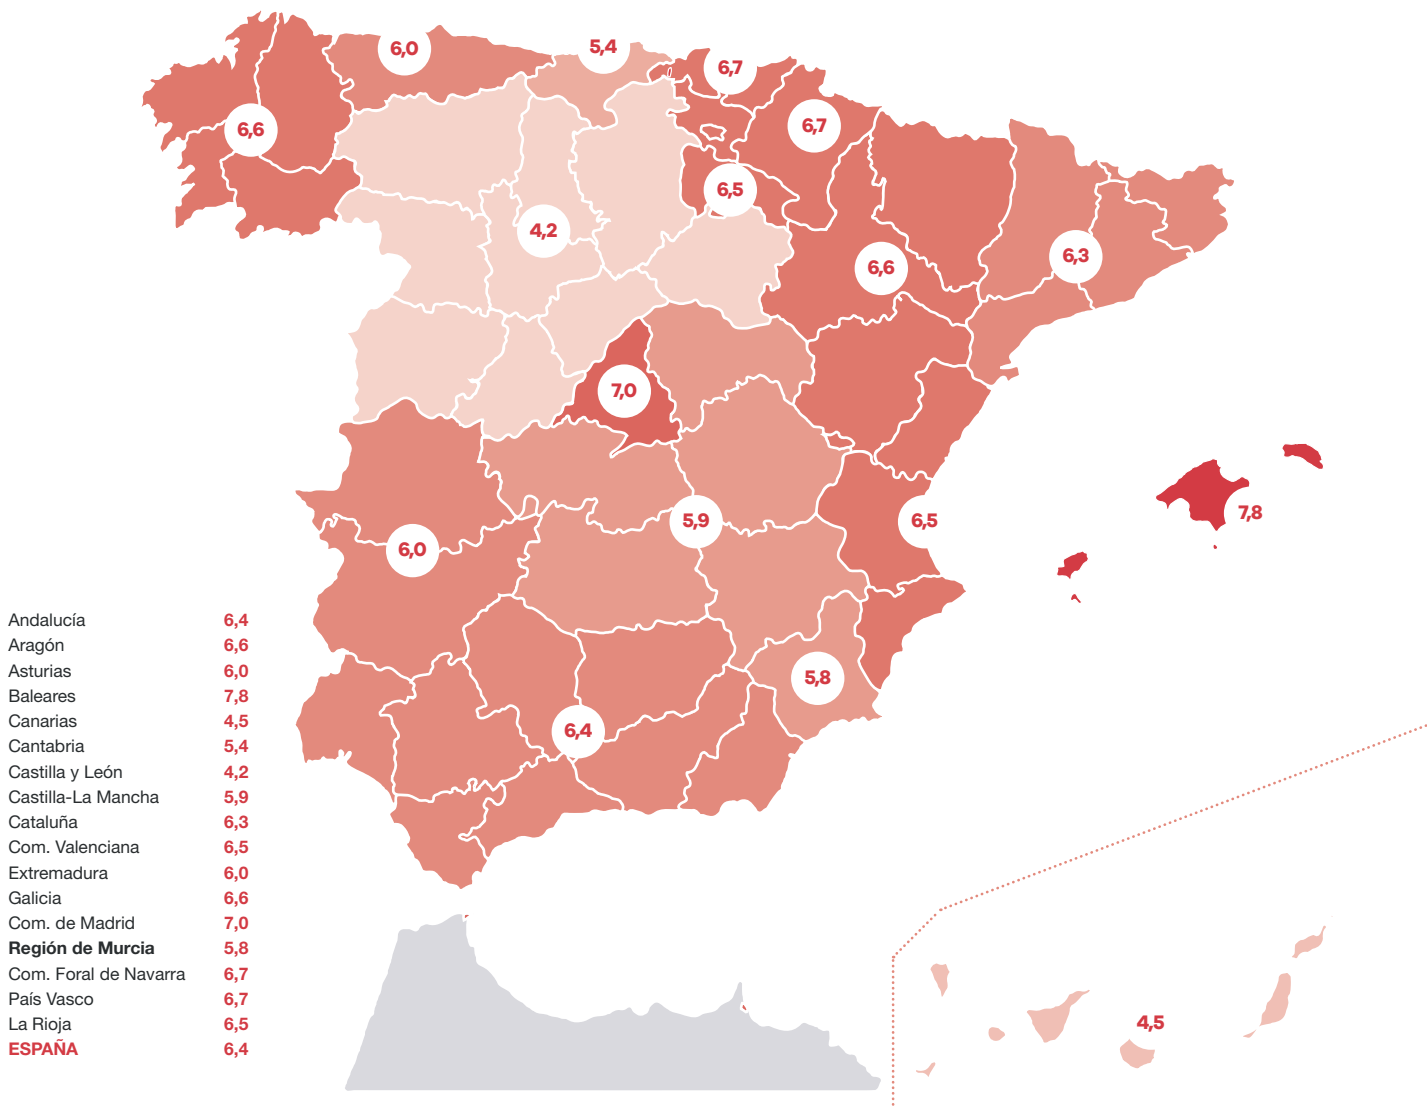 6,0
5,4
6,7
6,6
6,7
6,5
4,2
6,6
6,3
7,0
7,8
5,9
6,5
6,0
5,8
6,4
Andalucía 6,4
Aragón 6,6
Asturias 6,0
Baleares 7,8
Canarias 4,5
Cantabria 5,4
Castilla y León 4,2
Castilla-La Mancha 5,9
Cataluña 6,3
Com. Valenciana 6,5
Extremadura 6,0
Galicia 6,6
Com. de Madrid 7,0
Región de Murcia 5,8
Com. Foral de Navarra 6,7
País Vasco 6,7
La Rioja 6,5
ESPAÑA 6,4
4,5